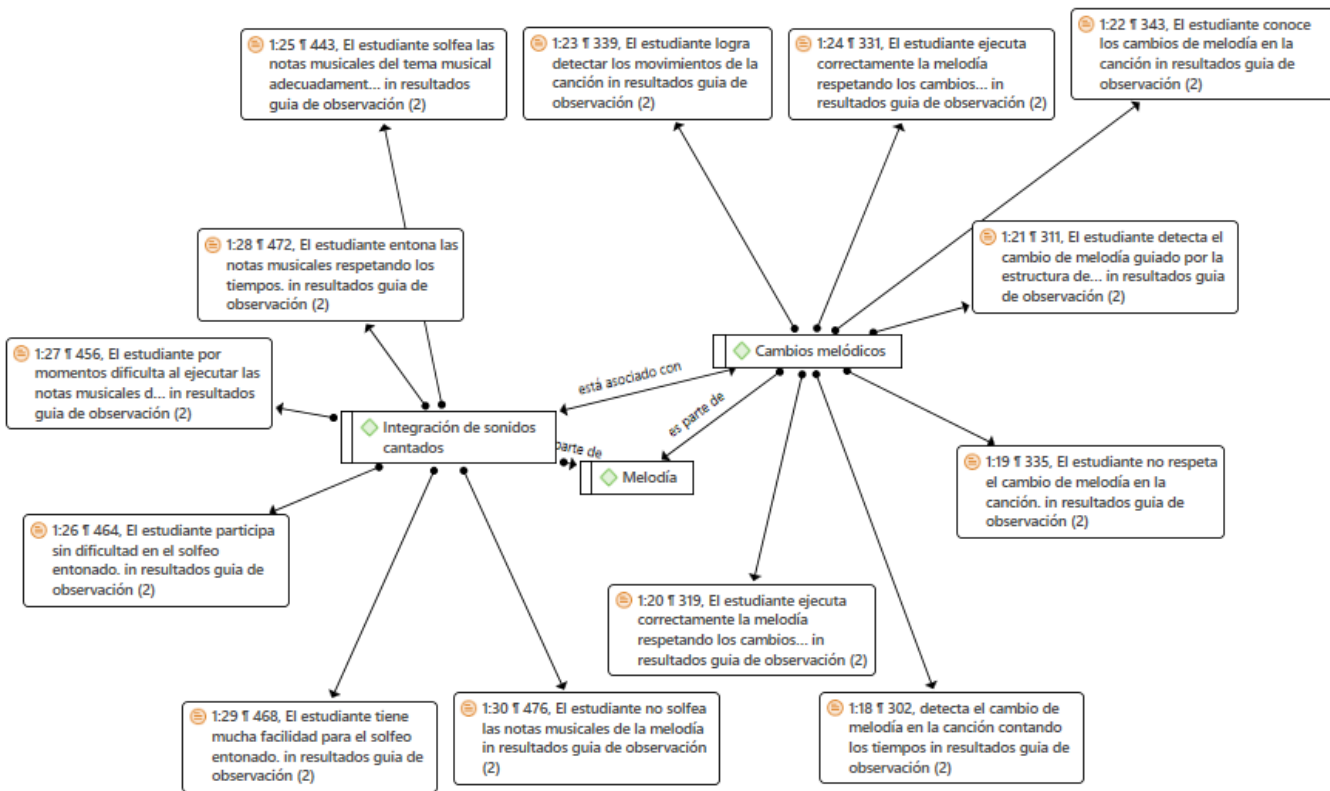 1:22 ¶ 343, El estudiante conoce
los cambios de melodía en la
canción in resultados guia de
observación (2)
1:25 ¶ 443, El estudiante solfea las
notas musicales del tema musical
adecuadament... in resultados
guia de observación (2)
1:23 ¶ 339, El estudiante logra
detectar los movimientos de la
canción in resultados guia de
observación (2)
1:24 ¶ 331, El estudiante ejecuta
correctamente la melodía
respetando los cambios... in
resultados guia de observación (2)
1:28 ¶ 472, El estudiante entona las
notas musicales respetando los
tiempos. in resultados guia de
observación (2)
1:21 ¶ 311, El estudiante detecta el
cambio de melodía guiado por la
estructura de... in resultados guia
de observación (2)
1:27 ¶ 456, El estudiante por
momentos dificulta al ejecutar las
notas musicales d... in resultados
guia de observación (2)
Cambios melódicos
está asociado con
es parte de
Integración de sonidos
cantados
parte de
Melodía
1:19 ¶ 335, El estudiante no respeta
el cambio de melodía en la
canción. in resultados guia de
observación (2)
1:26 ¶ 464, El estudiante participa
sin dificultad en el solfeo
entonado. in resultados guia de
observación (2)
1:20 ¶ 319, El estudiante ejecuta
correctamente la melodía
respetando los cambios... in
resultados guia de observación (2)
1:29 ¶ 468, El estudiante tiene
mucha facilidad para el solfeo
entonado. in resultados guia de
observación (2)
1:30 ¶ 476, El estudiante no solfea
las notas musicales de la melodía
in resultados guia de observación
(2)
1:18 ¶ 302, detecta el cambio de
melodía en la canción contando
los tiempos in resultados guia de
observación (2)